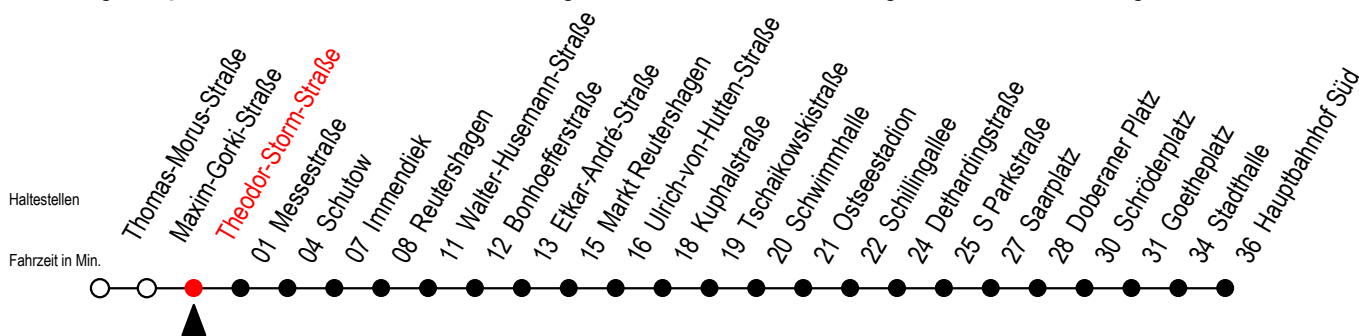 Haltestellen
Fahrzeit in Min.
Thomas-Morus-Straße
Maxim-Gorki-Straße
Theodor-Storm-Straße
01 Messestraße
04 Schutow
07 Immendiek
08 Reutershagen
11 Walter-Husemann-Straße
12 Bonhoefferstraße
13 Etkar-André-Straße
15 Markt Reutershagen
16 Ulrich-von-Hutten-Straße
18 Kuphalstraße
19 Tschaikowskistraße
20 Schwimmhalle
21 Ostseestadion
22 Schillingallee
24 Dethardingstraße
25 S Parkstraße
27 Saarplatz
28 Doberaner Platz
30 Schröderplatz
31 Goetheplatz
34 Stadthalle
36 Hauptbahnhof Süd